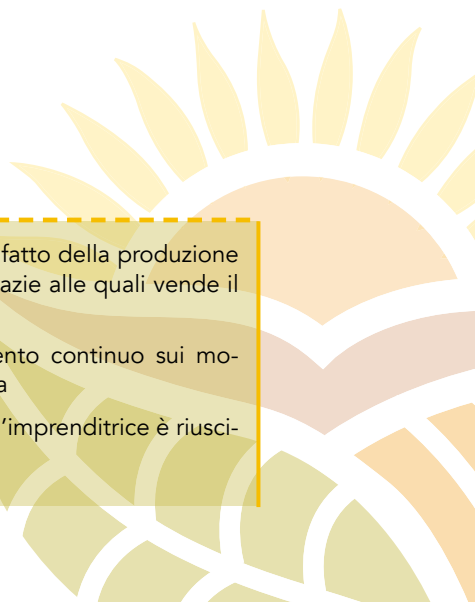 fatto della produzione
azie alle quali vende il
ento continuo sui mo-
a
'imprenditrice è riusci-